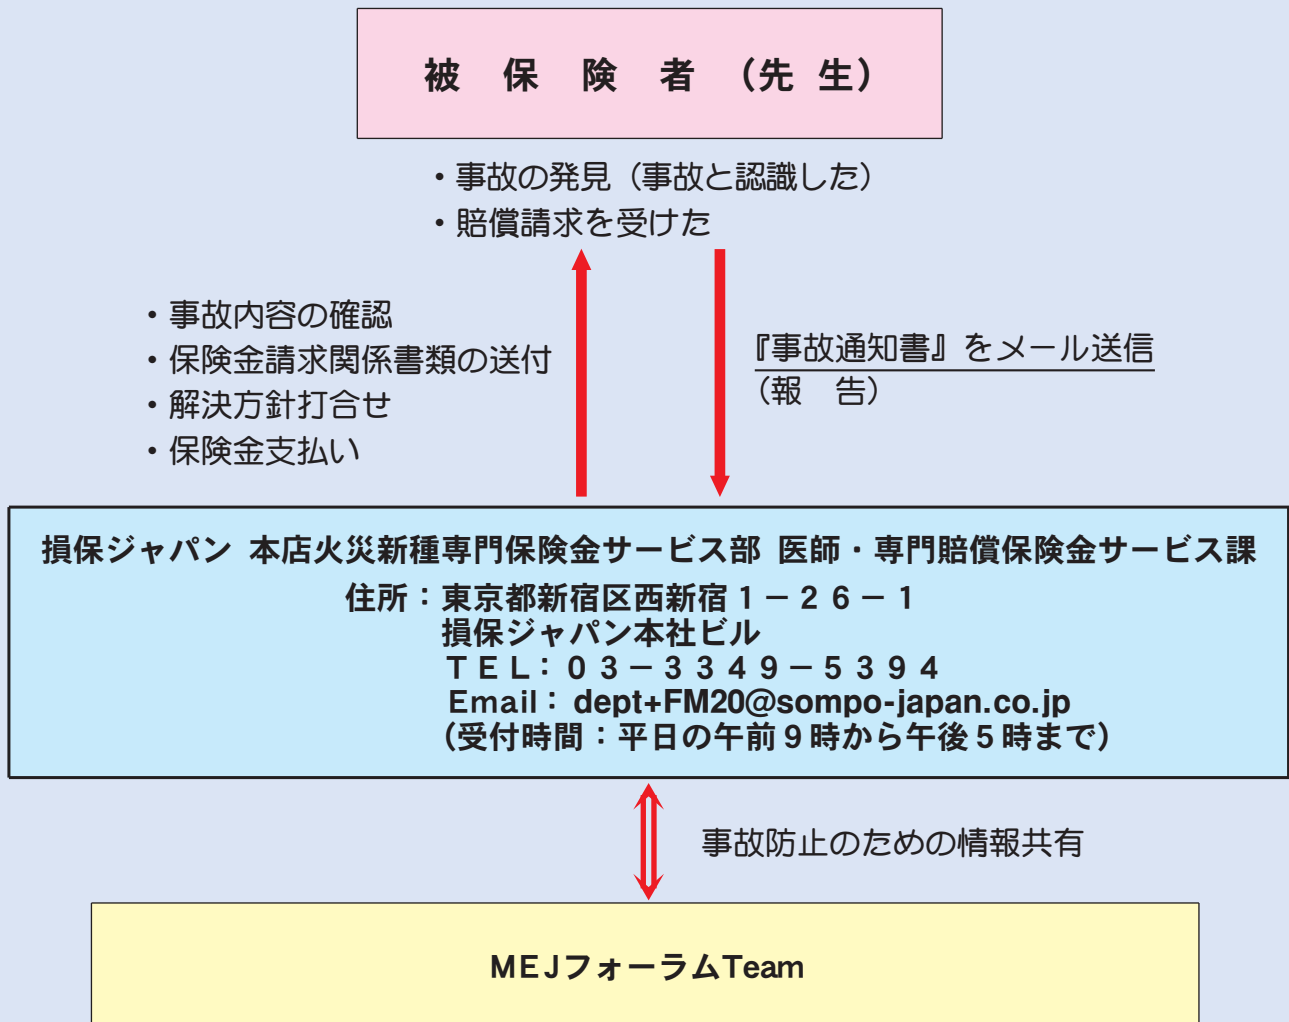 被 保 険 者 （先 生）
・事故の発見（事故と認識した）
・賠償請求を受けた
・事故内容の確認
・保険金請求関係書類の送付
・解決方針打合せ
・保険金支払い
『事故通知書』をメール送信
（報　告）
損保ジャパン 本店火災新種専門保険金サービス部 医師・専門賠償保険金サービス課
住所：東京都新宿区西新宿１－２６－１
損保ジャパン本社ビル
ＴＥＬ：０３－３３４９－５３９４
Email：dept+FM20@sompo-japan.co.jp
（受付時間：平日の午前９時から午後５時まで）
事故防止のための情報共有
MEJフォーラムTeam